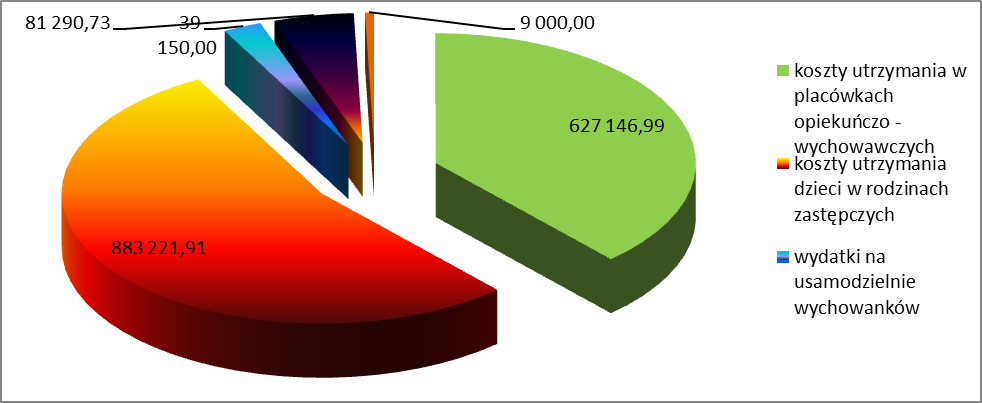 81 290,73
39
150,00
9 000,00
627 146,99
883 221,91
koszty utrzymania w
placówkach
opiekuńczo -
wychowawczych
koszty utrzymania
dzieci w rodzinach
zastępczych
wydatki na
usamodzielnie
wychowanków